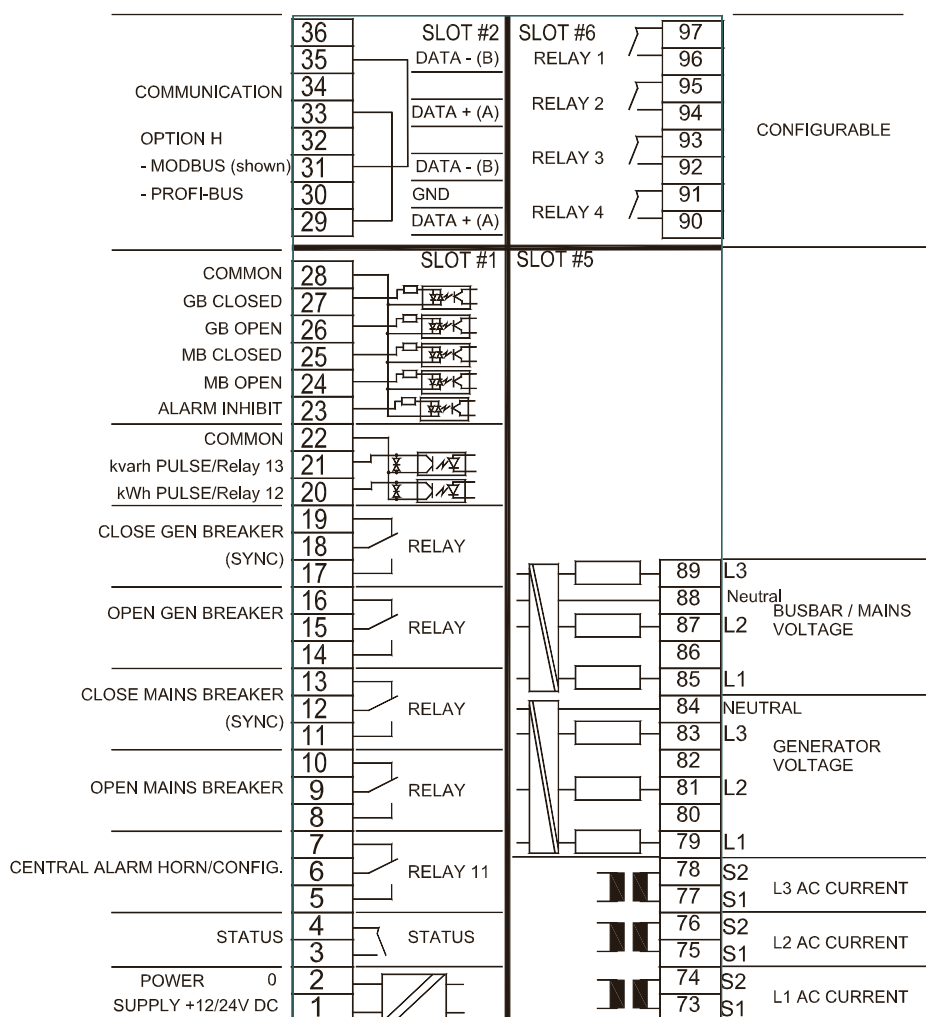 36 SLOT #2 SLOT #6 97
35 DATA - (B) RELAY 1 96
COMMUNICATION 34 95
33 DATA + (A) RELAY 2 94
OPTION H 32 93 CONFIGURABLE
- MODBUS (shown) 31 DATA - (B) RELAY 3 92
- PROFI-BUS 30 GND 91
29 DATA + (A) RELAY 4 90
SLOT #1 SLOT #5
COMMON 28
GB CLOSED 27
GB OPEN 26
MB CLOSED 25
MB OPEN 24
ALARM INHIBIT 23
COMMON 22
kvarh PULSE/Relay 13 21
kWh PULSE/Relay 12 20
19
CLOSE GEN BREAKER 18 RELAY
(SYNC) 17 89 L3
16 88 Neutral
OPEN GEN BREAKER 15 RELAY 87 L2 BUSBAR / MAINS
VOLTAGE
14 86
13 85 L1
CLOSE MAINS BREAKER 12 RELAY 84 NEUTRAL
(SYNC) 11 83 L3
10 82 GENERATOR
VOLTAGE
OPEN MAINS BREAKER 9 RELAY 81 L2
8 80
7 79 L1
CENTRAL ALARM HORN/CONFIG. 6 RELAY 11 78 S2
5 77 S1 L3 AC CURRENT
4 76 S2
STATUS STATUS L2 AC CURRENT
3 75 S1
POWER 0 2 74 S2
SUPPLY +12/24V DC 1 73 S1 L1 AC CURRENT